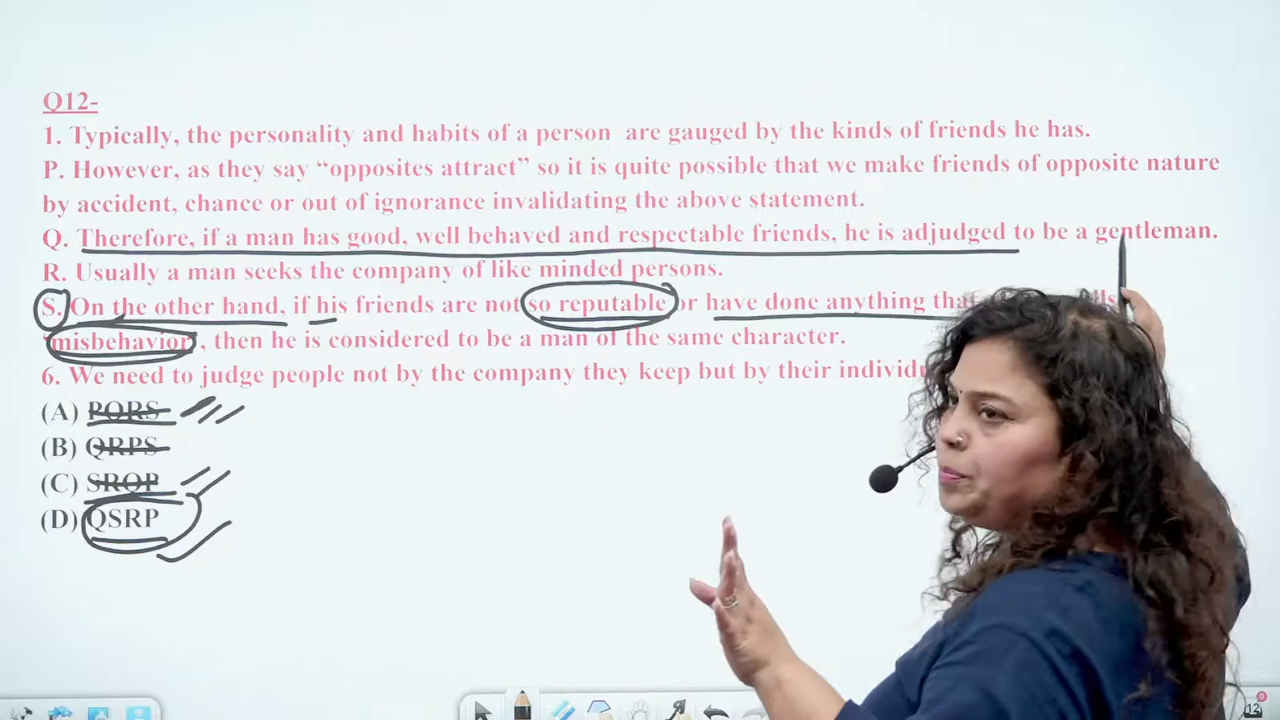 Q12-
1. Typically, the personality and habits of a person are gauged by the kinds of friends he has.
P. However, as they say “opposites attract” so it is quite possible that we make friends of opposite nature
by accident, chance or out of ignorance invalidating the above statement.
Q. Therefore, if a man has good, well behaved and respectable friends, he is adjudged to be a gentleman.
R. Usually a man seeks the company of like minded persons.
S. On the other hand, if his friends are not so reputable or have done anything that
misbehavior, then he is considered to be a man of the same character.
6. We need to judge people not by the company they keep but by their
(A) PQRS
(B) QRPS
(C) SRQP
(D) QSRP
12